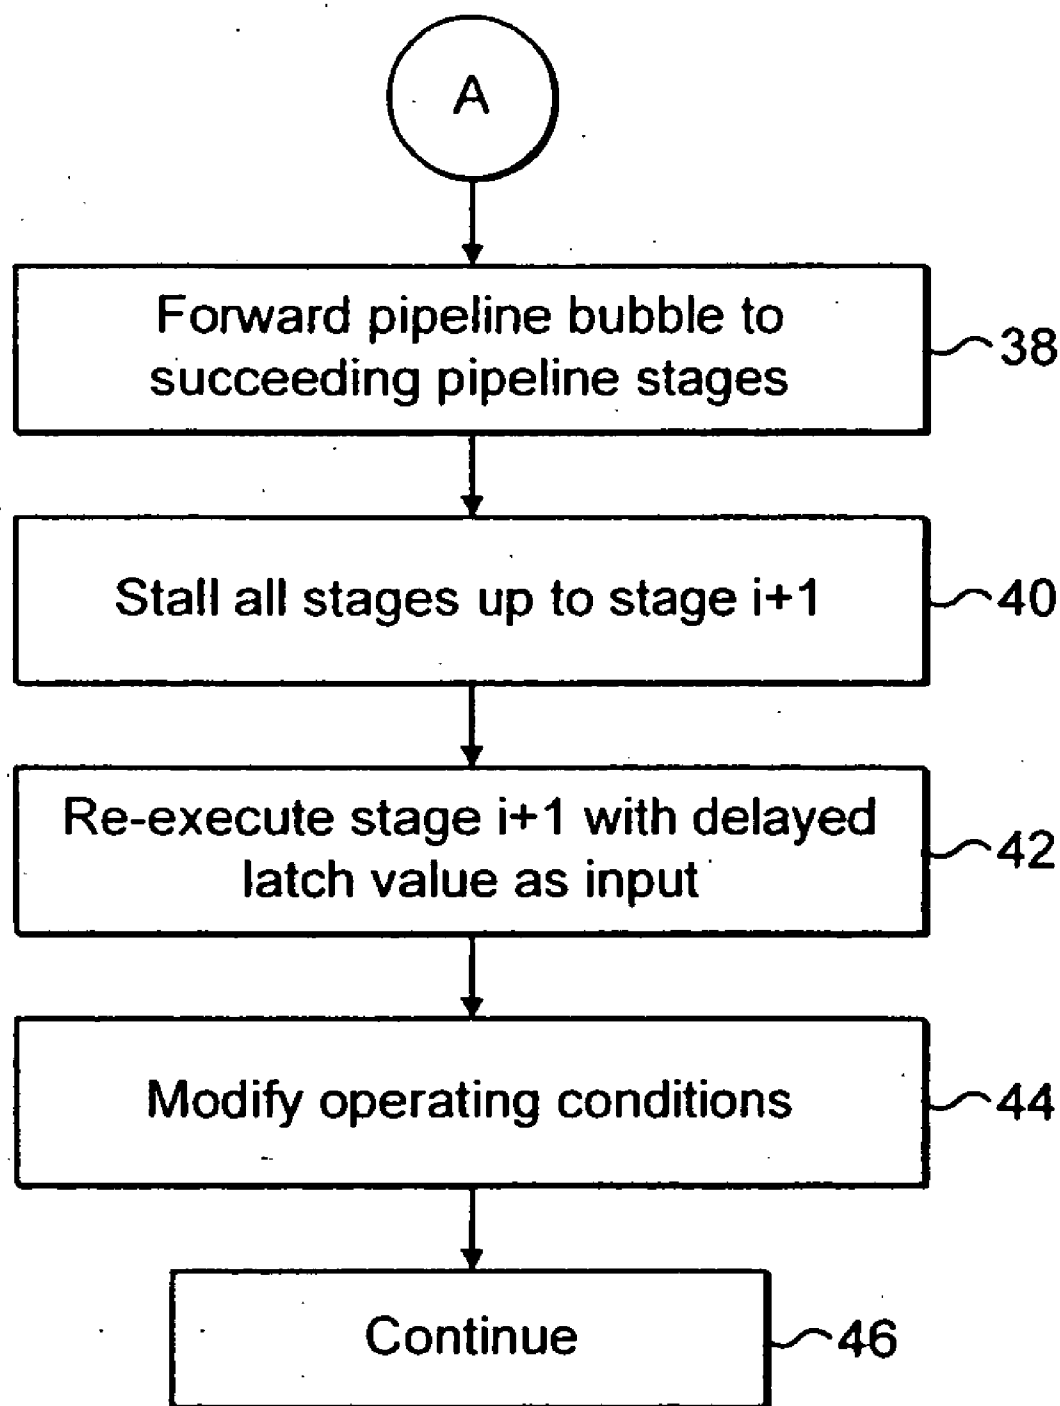 A
Forward pipeline bubble to
succeeding pipeline stages
38
Stall all stages up to stage i+1
40
Re-execute stage i+1 with delayed
latch value as input
42
Modify operating conditions
44
Continue
46